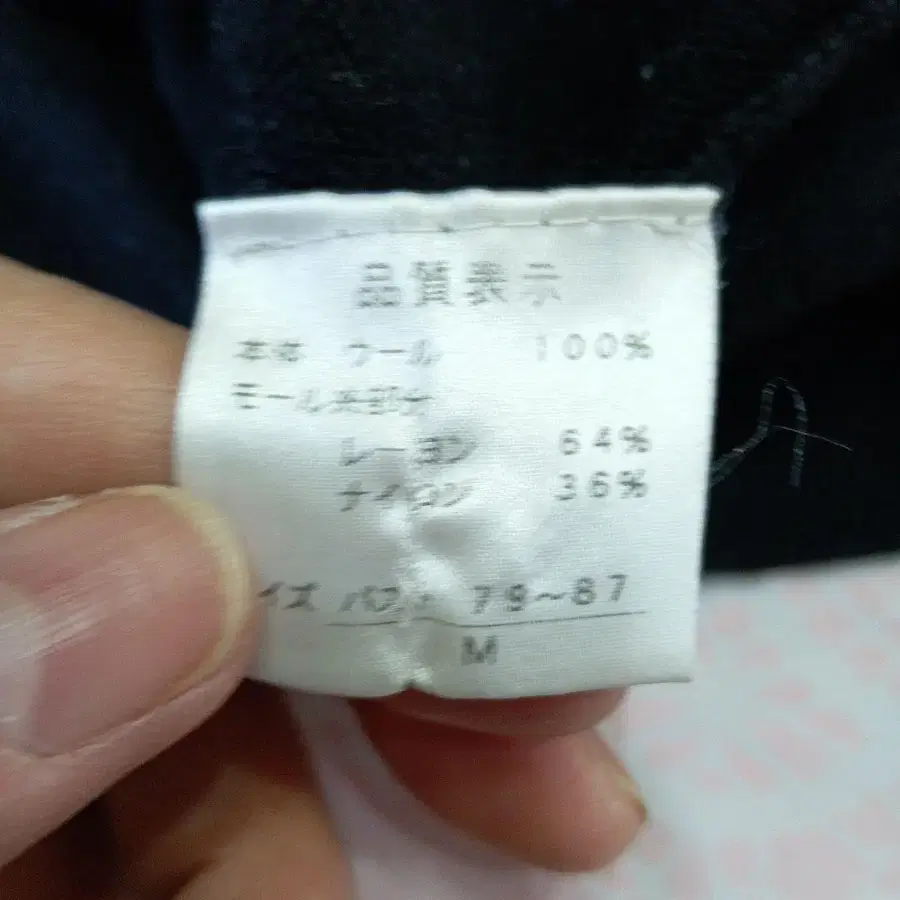 品質表示
本体 ウール 100%
モール糸部分
レーヨン 64%
ナイロン 36%
イズ バスト 79～87
M